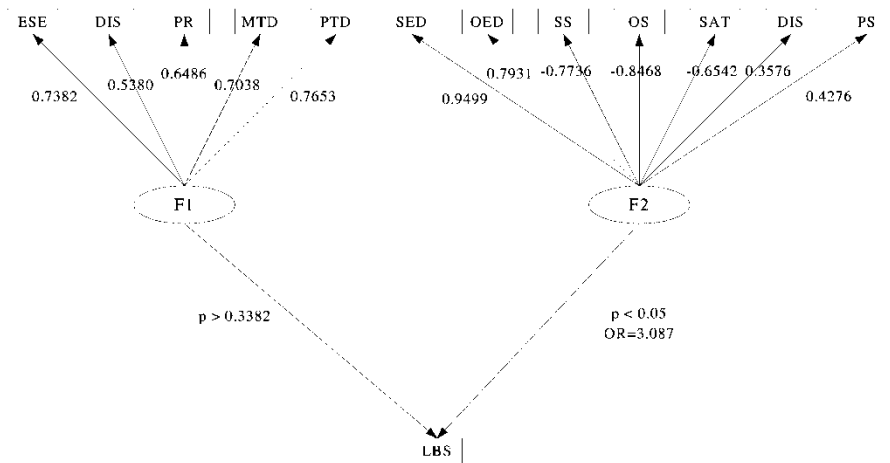 ESE DIS PR MTD PTD SED OED SS OS SAT DIS PS
0.7382 0.5380 0.6486 0.7038 0.7653 0.9499 0.7931 -0.7736 -0.8468 -0.6542 0.3576 0.4276
F1 F2
p > 0.3382
p < 0.05
OR=3.087
LBS